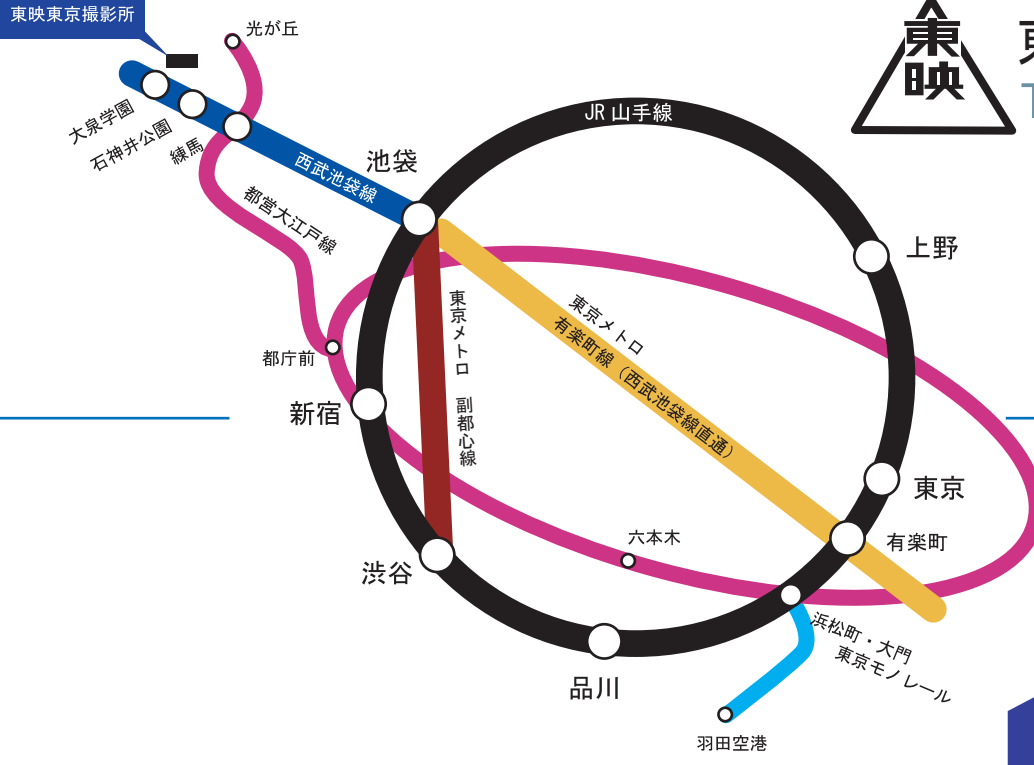 東映東京撮影所
光が丘
東映
大泉学園
石神井公園
練馬
西武池袋線
池袋
JR 山手線
上野
都営大江戸線
東京メトロ 副都心線
東京メトロ
有楽町線（西武池袋線直通）
都庁前
新宿
東京
有楽町
六本木
渋谷
浜松町・大門
東京モノレール
品川
羽田空港